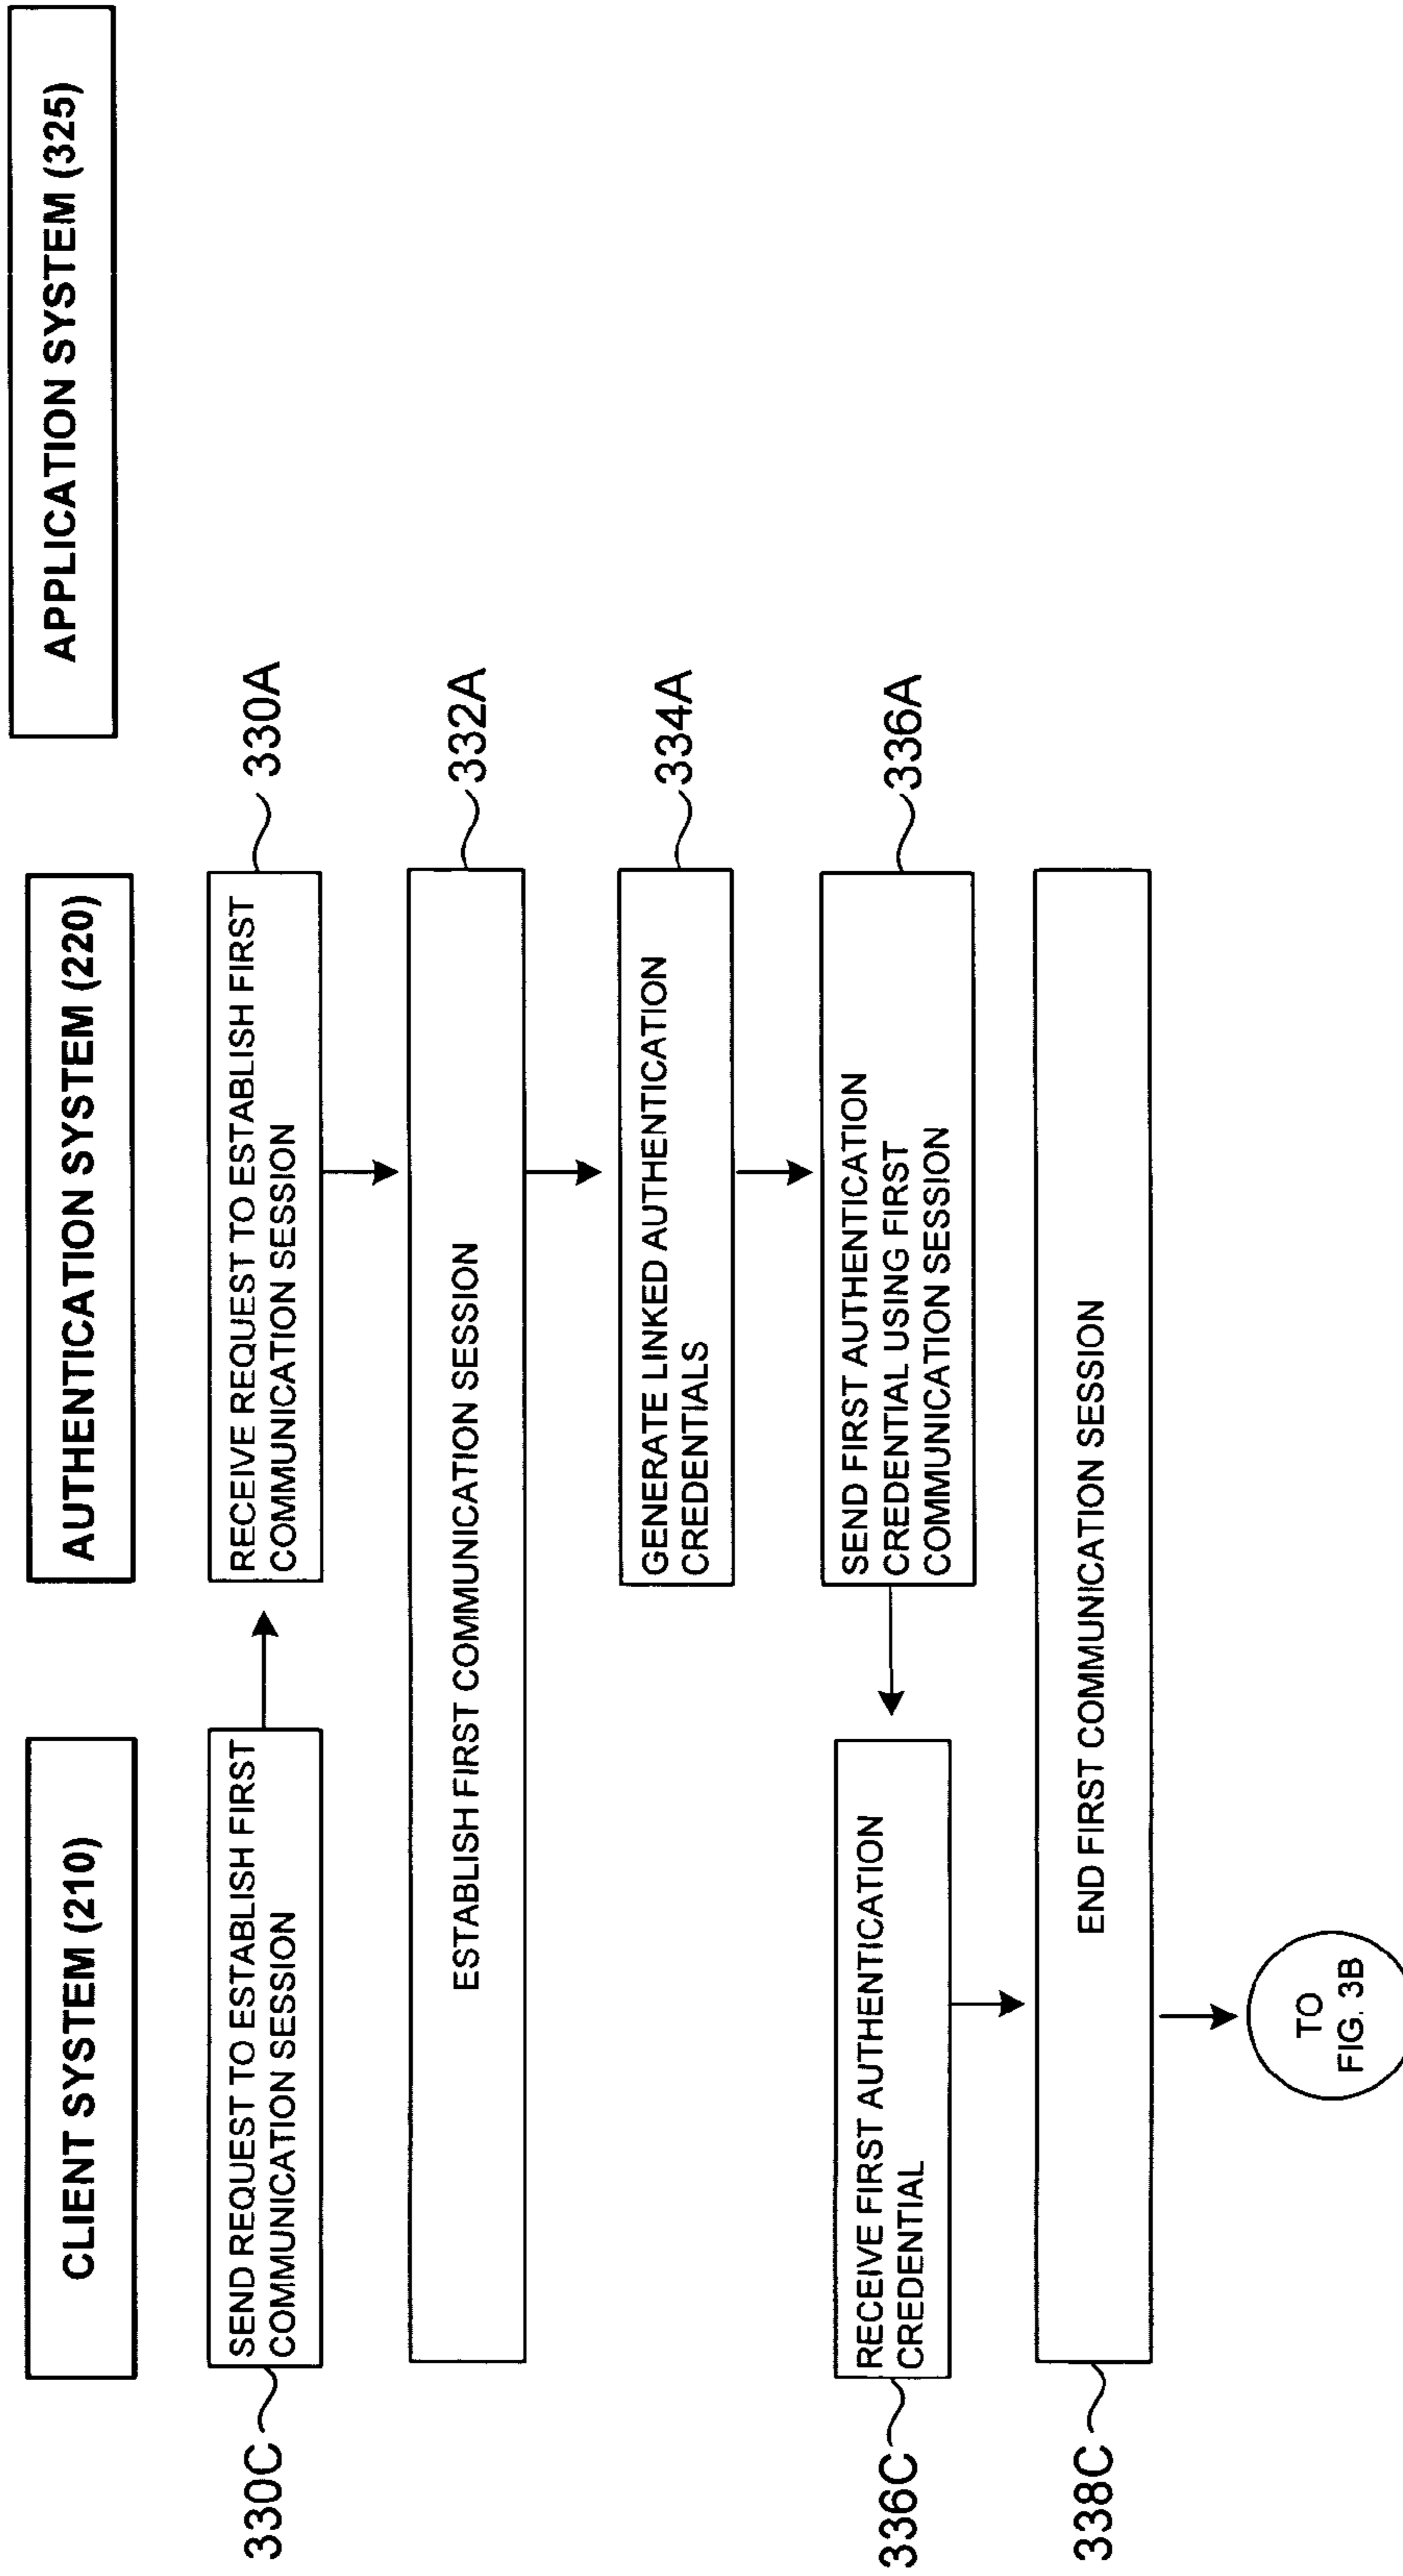 CLIENT SYSTEM (210)
AUTHENTICATION SYSTEM (220)
APPLICATION SYSTEM (325)
330C
SEND REQUEST TO ESTABLISH FIRST
COMMUNICATION SESSION
RECEIVE REQUEST TO ESTABLISH FIRST
COMMUNICATION SESSION
330A
ESTABLISH FIRST COMMUNICATION SESSION
332A
GENERATE LINKED AUTHENTICATION
CREDENTIALS
334A
SEND FIRST AUTHENTICATION
CREDENTIAL USING FIRST
COMMUNICATION SESSION
336A
336C
RECEIVE FIRST AUTHENTICATION
CREDENTIAL
338C
END FIRST COMMUNICATION SESSION
TO
FIG. 3B